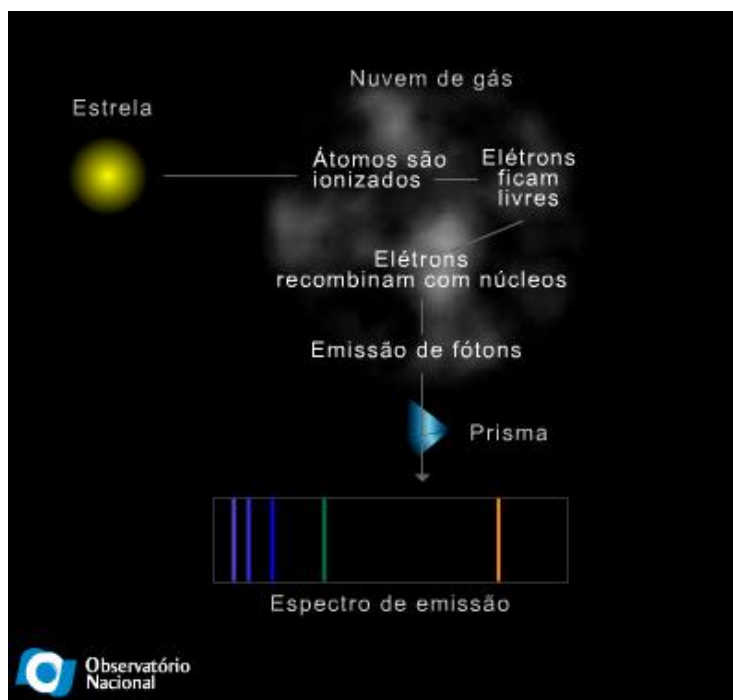 Nuvem de gás
Estrela
Átomos são
ionizados
Elétrons
ficam
livres
Elétrons
recombinam com núcleos
Emissão de fótons
Prisma
Espectro de emissão
Observatório
Nacional